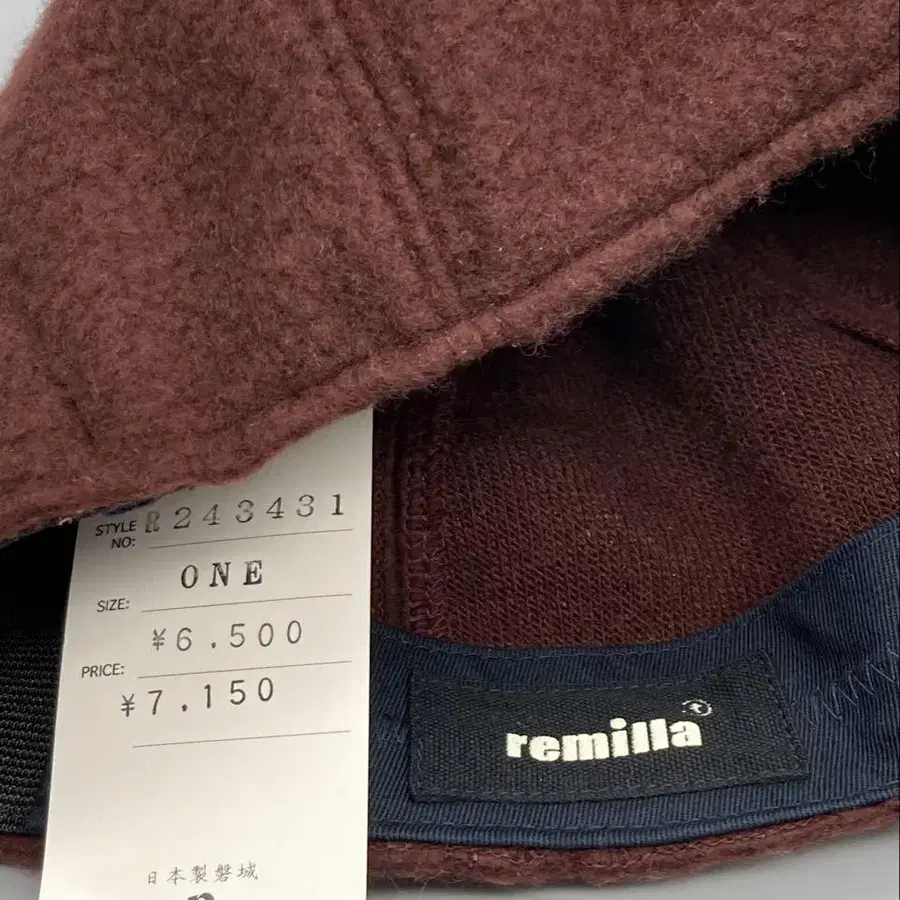 STYLE NO: R243431
SIZE: ONE
¥6.500
PRICE:
¥7.150
日本製磐城
remilla